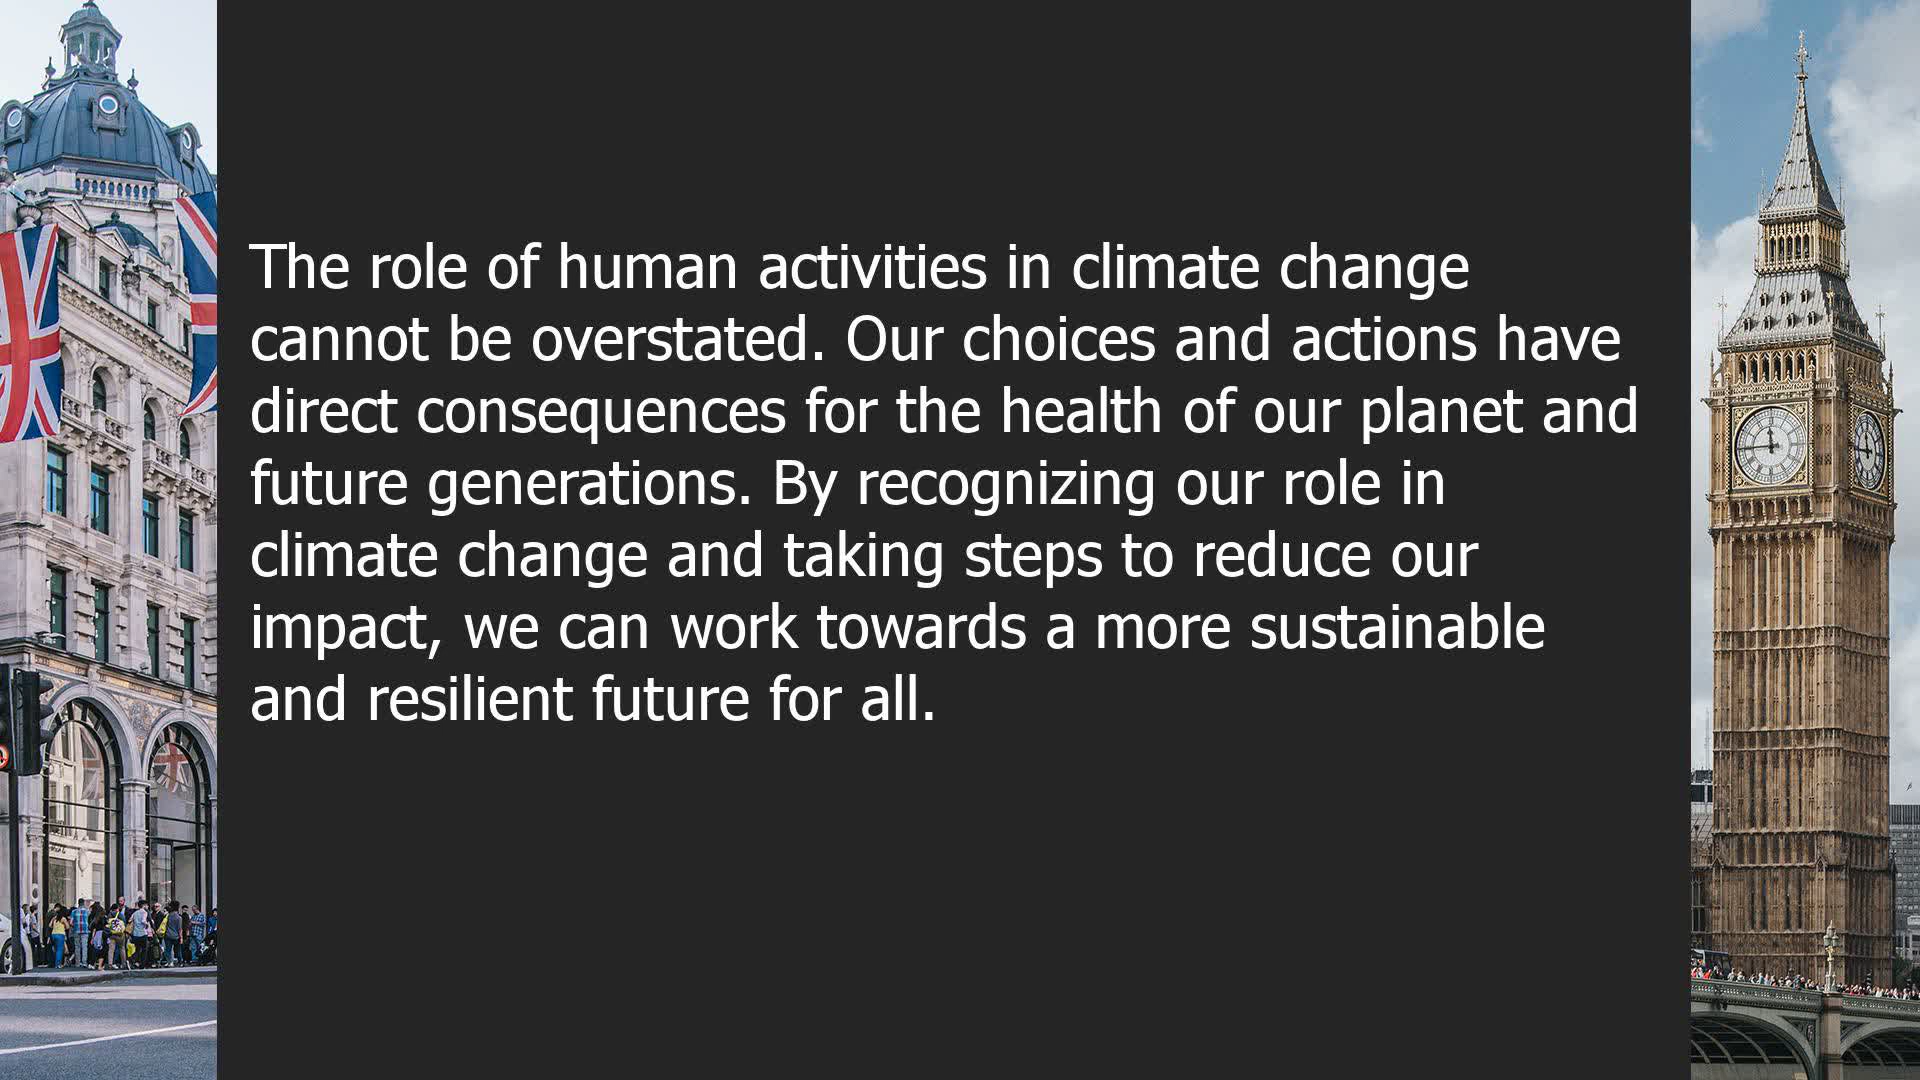 The role of human activities in climate change
cannot be overstated. Our choices and actions have
direct consequences for the health of our planet and
future generations. By recognizing our role in
climate change and taking steps to reduce our
impact, we can work towards a more sustainable
and resilient future for all.